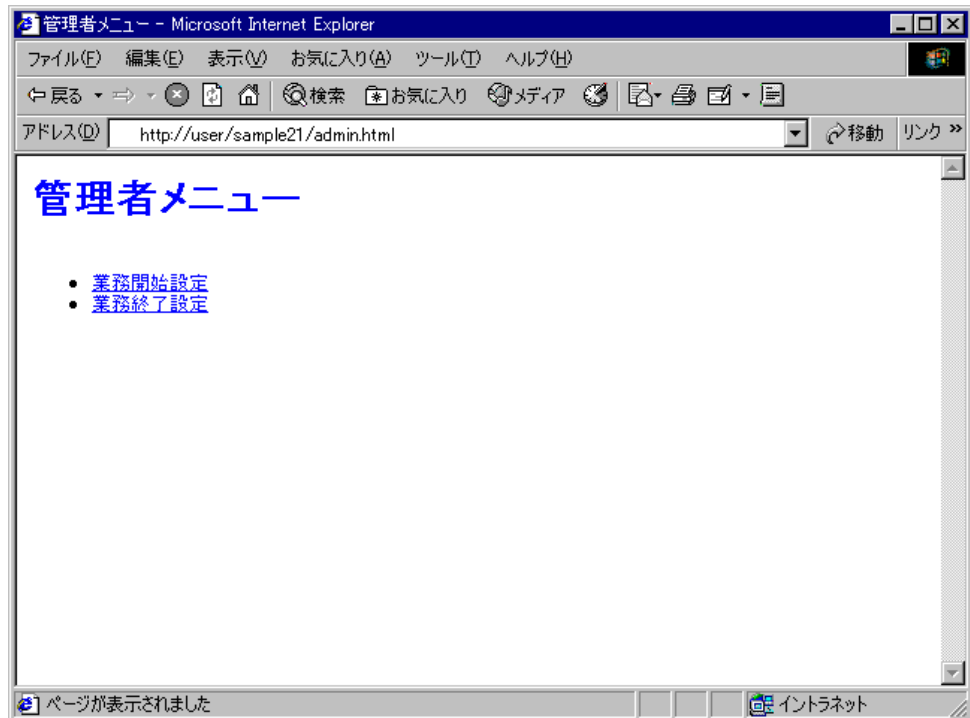 管理者メニュー - Microsoft Internet Explorer
ファイル(F) 編集(E) 表示(V) お気に入り(A) ツール(T) ヘルプ(H)
戻る 検索 お気に入り メディア
アドレス(D) http://user/sample21/admin.html 移動 リンク »
管理者メニュー
• 業務開始設定
• 業務終了設定
ページが表示されました イントラネット